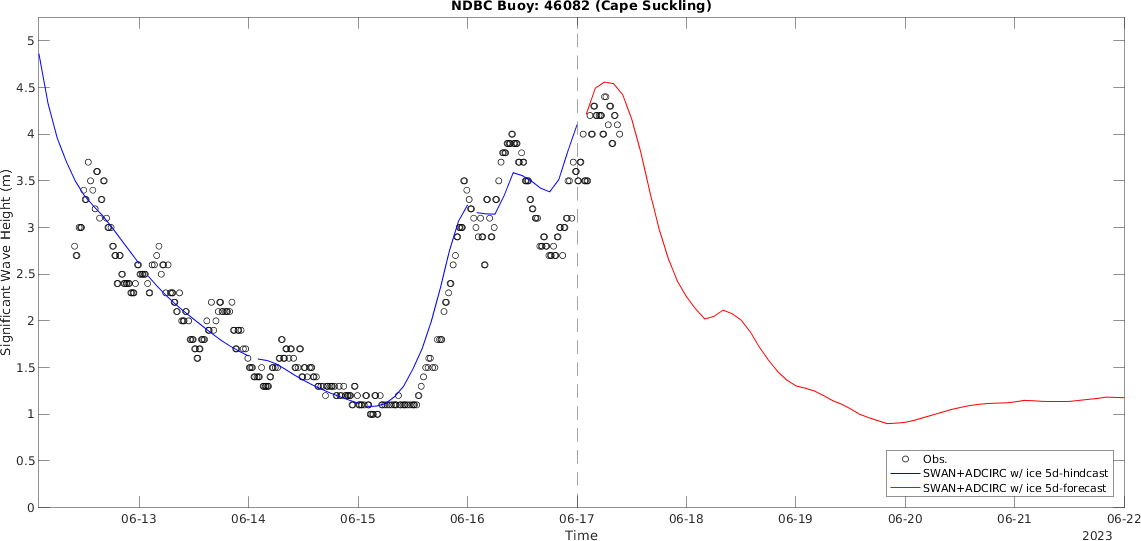 NDBC Buoy: 46082 (Cape Suckling)
5
4.5
4
3.5
3
2.5
2
1.5
1
0.5
0
Significant Wave Height (m)
Obs.
SWAN+ADCIRC w/ ice 5d-hindcast
SWAN+ADCIRC w/ ice 5d-forecast
06-13 06-14 06-15 06-16 06-17 06-18 06-19 06-20 06-21 06-22
Time
2023